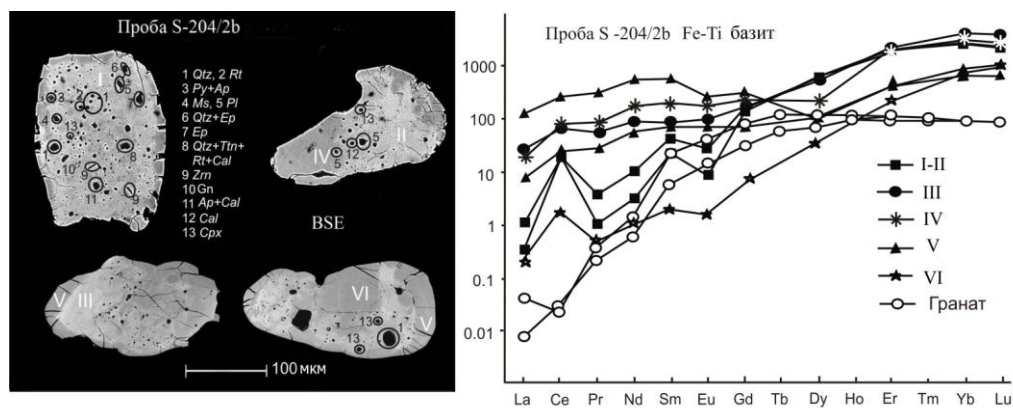 Проба S-204/2b
1 Qtz, 2 Rt
3 Py+Ap
4 Ms, 5 Pl
6 Qtz+Ep
7 Ep
8 Qtz+Ttn+
Rt+Cal
9 Zrn
10 Gn
11 Ap+Cal
12 Cal
13 Cpx
BSE
I
II
IV
V
III
VI
V
100 мкм
Проба S -204/2b Fe-Ti базит
1000
100
10
1
0.1
0.01
I-II
III
IV
V
VI
Гранат
La Ce Pr Nd Sm Eu Gd Tb Dy Ho Er Tm Yb Lu